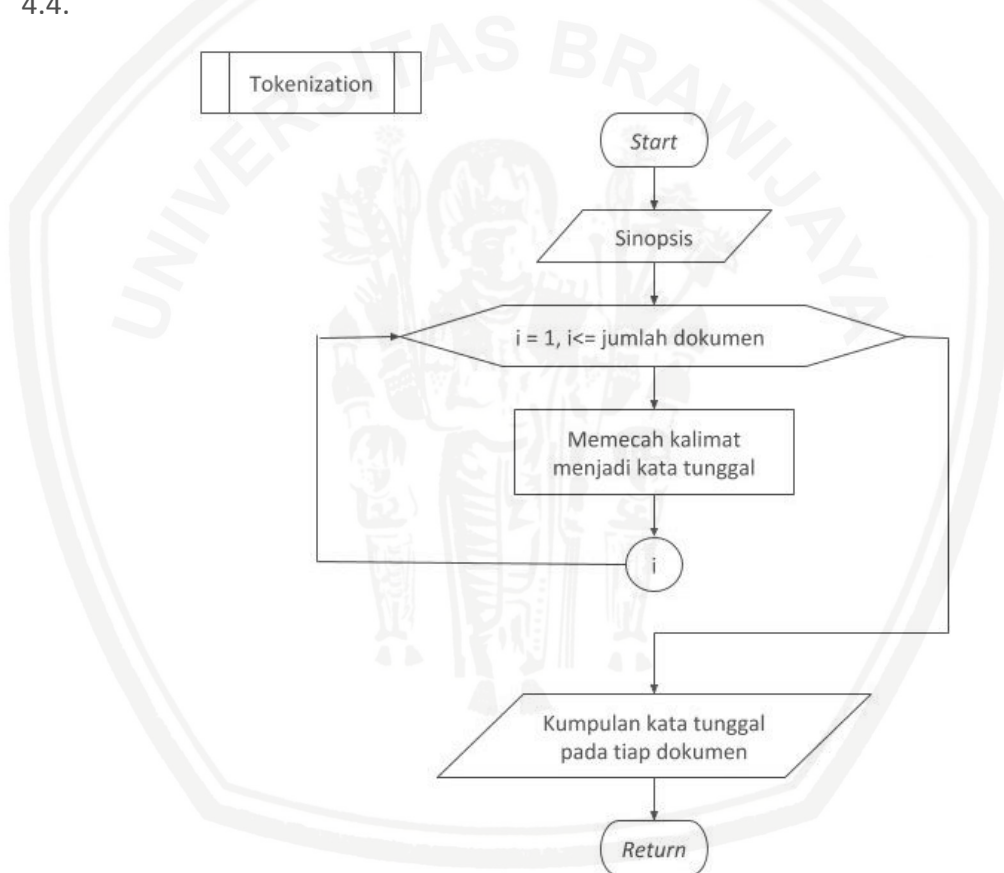 4.4.
UNIVERSITAS BRAWIJAYA
Tokenization
Start
Sinopsis
i = 1, i<= jumlah dokumen
Memecah kalimat
menjadi kata tunggal
i
Kumpulan kata tunggal
pada tiap dokumen
Return